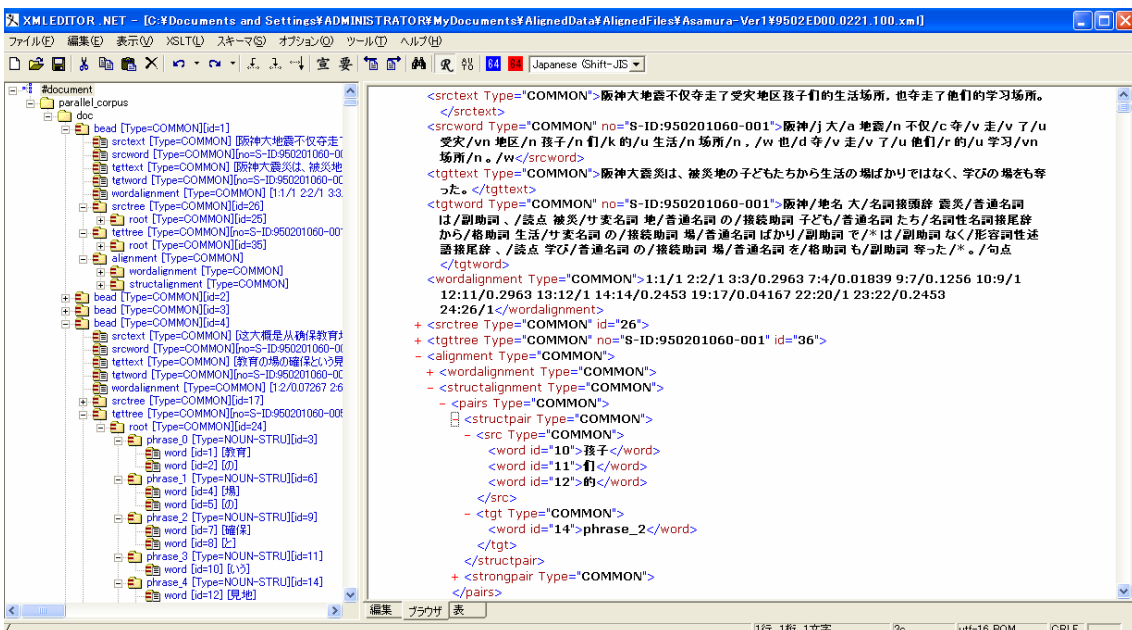 XMLEDITOR .NET - [C:¥Documents and Settings¥ADMINISTRATOR¥MyDocuments¥AlignedData¥AlignedFiles¥Asamura-Ver1¥9502ED00.0221.100.xml]
ファイル(F) 編集(E) 表示(V) XSLT(L) スキーマ(S) オプション(O) ツール(T) ヘルプ(H)
宣 要 64 64 Japanese (Shift-JIS
#document
parallel_corpus
doc
bead [Type=COMMON][id=1]
srctext [Type=COMMON] [阪神大地震不仅夺走了
srcword [Type=COMMON][no=S-ID:950201060-00
tgttext [Type=COMMON] [阪神大震災は、被災地
tgtword [Type=COMMON][no=S-ID:950201060-00
wordalignment [Type=COMMON] [1:1/1 2:2/1 3:3.
srctree [Type=COMMON][id=26]
root [Type=COMMON][id=25]
tgttree [Type=COMMON][no=S-ID:950201060-001
root [Type=COMMON][id=35]
alignment [Type=COMMON]
wordalignment [Type=COMMON]
structalignment [Type=COMMON]
bead [Type=COMMON][id=2]
bead [Type=COMMON][id=3]
bead [Type=COMMON][id=4]
srctext [Type=COMMON] [这大概是从确保教育场
srcword [Type=COMMON][no=S-ID:950201060-00
tgttext [Type=COMMON] [教育の場の確保という見
tgtword [Type=COMMON][no=S-ID:950201060-00
wordalignment [Type=COMMON] [1:2/0.07267 2:6
srctree [Type=COMMON][id=17]
tgttree [Type=COMMON][no=S-ID:950201060-005
root [Type=COMMON][id=24]
phrase_0 [Type=NOUN-STRU][id=3]
word [id=1] [教育]
word [id=2] [の]
phrase_1 [Type=NOUN-STRU][id=6]
word [id=4] [場]
word [id=5] [の]
phrase_2 [Type=NOUN-STRU][id=9]
word [id=7] [確保]
word [id=8] [と]
phrase_3 [Type=NOUN-STRU][id=11]
word [id=10] [いう]
phrase_4 [Type=NOUN-STRU][id=14]
word [id=12] [見地]
<srctext Type="COMMON">阪神大地震不仅夺走了受灾地区孩子们的生活场所，也夺走了他们的学习场所。
</srctext>
<srcword Type="COMMON" no="S-ID:950201060-001">阪神/j 大/a 地震/n 不仅/c 夺/v 走/v 了/u
受灾/vn 地区/n 孩子/n 们/k 的/u 生活/n 场所/n ，/w 也/d 夺/v 走/v 了/u 他们/r 的/u 学习/vn
场所/n 。/w</srcword>
<tgttext Type="COMMON">阪神大震災は、被災地の子どもたちから生活の場ばかりではなく、学びの場をも奪
った。</tgttext>
<tgtword Type="COMMON" no="S-ID:950201060-001">阪神/地名 大/名詞接頭辞 震災/普通名詞
は/副助詞 、/読点 被災/サ変名詞 地/普通名詞 の/接続助詞 子ども/普通名詞 たち/名詞性名詞接尾辞
から/格助詞 生活/サ変名詞 の/接続助詞 場/普通名詞 ばかり/副助詞 で/* は/副助詞 なく/形容詞性述
語接尾辞 、/読点 学び/普通名詞 の/接続助詞 場/普通名詞 を/格助詞 も/副助詞 奪った/* 。/句点
</tgtword>
<wordalignment Type="COMMON">1:1/1 2:2/1 3:3/0.2963 7:4/0.01839 9:7/0.1256 10:9/1
12:11/0.2963 13:12/1 14:14/0.2453 19:17/0.04167 22:20/1 23:22/0.2453
24:26/1</wordalignment>
+ <srctree Type="COMMON" id="26">
+ <tgttree Type="COMMON" no="S-ID:950201060-001" id="36">
- <alignment Type="COMMON">
+ <wordalignment Type="COMMON">
- <structalignment Type="COMMON">
- <pairs Type="COMMON">
- <structpair Type="COMMON">
- <src Type="COMMON">
<word id="10">孩子</word>
<word id="11">们</word>
<word id="12">的</word>
</src>
- <tgt Type="COMMON">
<word id="14">phrase_2</word>
</tgt>
</structpair>
+ <strongpair Type="COMMON">
</pairs>
編集 ブラウザ 表